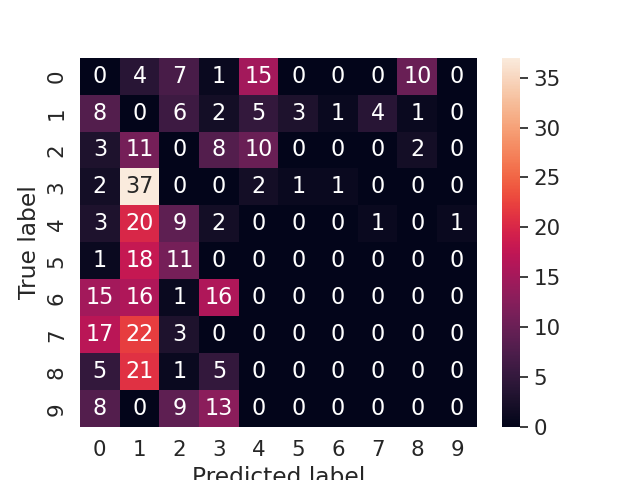 0 0 4 7 1 15 0 0 0 10 0
1 8 0 6 2 5 3 1 4 1 0
2 3 11 0 8 10 0 0 0 2 0
3 2 37 0 0 2 1 1 0 0 0
4 3 20 9 2 0 0 0 1 0 1
5 1 18 11 0 0 0 0 0 0 0
6 15 16 1 16 0 0 0 0 0 0
7 17 22 3 0 0 0 0 0 0 0
8 5 21 1 5 0 0 0 0 0 0
9 8 0 9 13 0 0 0 0 0 0
0 1 2 3 4 5 6 7 8 9
Predicted label
True label
35
30
25
20
15
10
5
0